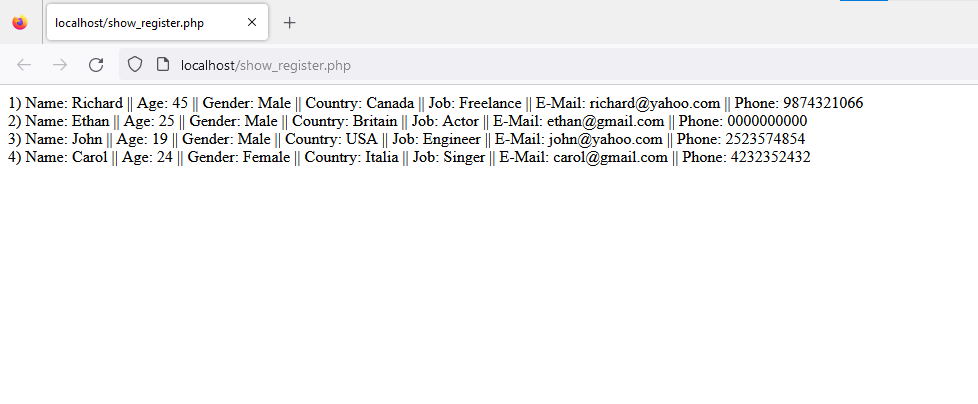 localhost/show_register.php
localhost/show_register.php
1) Name: Richard || Age: 45 || Gender: Male || Country: Canada || Job: Freelance || E-Mail: richard@yahoo.com || Phone: 9874321066
2) Name: Ethan || Age: 25 || Gender: Male || Country: Britain || Job: Actor || E-Mail: ethan@gmail.com || Phone: 0000000000
3) Name: John || Age: 19 || Gender: Male || Country: USA || Job: Engineer || E-Mail: john@yahoo.com || Phone: 2523574854
4) Name: Carol || Age: 24 || Gender: Female || Country: Italia || Job: Singer || E-Mail: carol@gmail.com || Phone: 4232352432